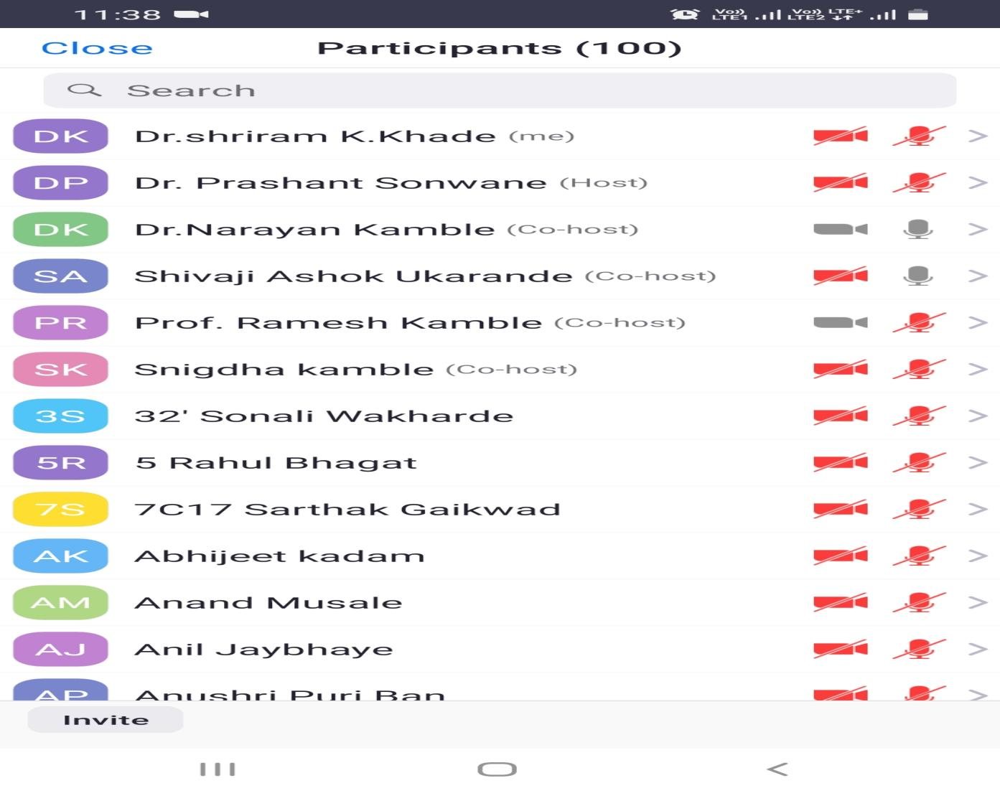 11:38
Vo)) LTE1 Vo)) LTE2 LTE+
Close Participants (100)
Search
DK Dr.shriram K.Khade (me)
DP Dr. Prashant Sonwane (Host)
DK Dr.Narayan Kamble (Co-host)
SA Shivaji Ashok Ukarande (Co-host)
PR Prof. Ramesh Kamble (Co-host)
SK Snigdha kamble (Co-host)
3S 32' Sonali Wakharde
5R 5 Rahul Bhagat
7S 7C17 Sarthak Gaikwad
AK Abhijeet kadam
AM Anand Musale
AJ Anil Jaybhaye
AP Anushri Puri Ban
Invite